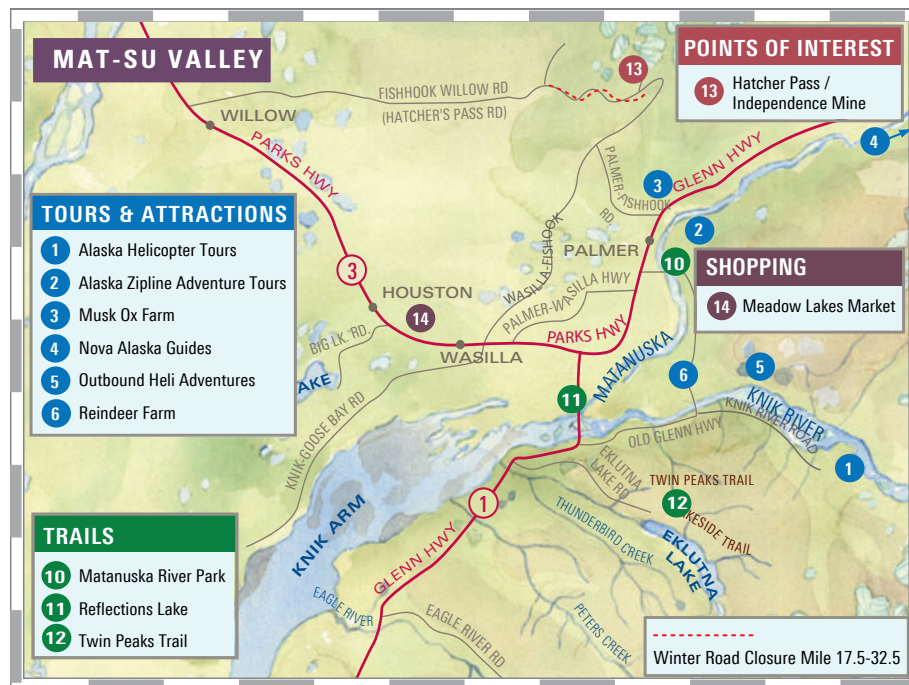 MAT-SU VALLEY
POINTS OF INTEREST
13 Hatcher Pass /
Independence Mine
13
FISHHOOK WILLOW RD
(HATCHER'S PASS RD)
WILLOW
PARKS HWY
4
GLENN HWY
3
PALMER-
RD.
2
PALMER
10
WASILLA-FISHOOK
TOURS & ATTRACTIONS
1 Alaska Helicopter Tours
2 Alaska Zipline Adventure Tours
3 Musk Ox Farm
4 Nova Alaska Guides
5 Outbound Heli Adventures
6 Reindeer Farm
SHOPPING
14 Meadow Lakes Market
3
HOUSTON
14
PALMER-WASILLA HWY
PARKS HWY
BIG LK. RD.
WASILLA
AKE
MATANUSKA
5
6
11
KNIK-GOOSE BAY RD
KNIK RIVER
KNIK RIVER ROAD
OLD GLENN HWY
1
EKLUTNA
LAKE RD
TWIN PEAKS TRAIL
12
KESIDE TRAIL
1
KNIK ARM
THUNDERBIRD CREEK
EKLUTNA
LAKE
TRAILS
10 Matanuska River Park
11 Reflections Lake
12 Twin Peaks Trail
GLENN HWY
EAGLE RIVER
EAGLE RIVER RD
PETERS CREEK
Winter Road Closure Mile 17.5-32.5